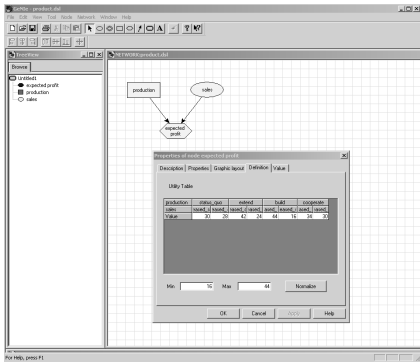 GeNIe - product.dsl
File Edit View Tool Node Network Window Help
TreeView
Browse
Untitled1
expected profit
production
sales
NETWORK:product.dsl
production
sales
expected
profit
Properties of node expected profit
Description Properties Graphic layout Definition Value
Utility Table
production status_quo extend build cooperate
sales
Value 30 28 42 24 44 16 34 30
Min 16 Max 44 Normalize
OK Cancel Apply Help
For Help, press F1